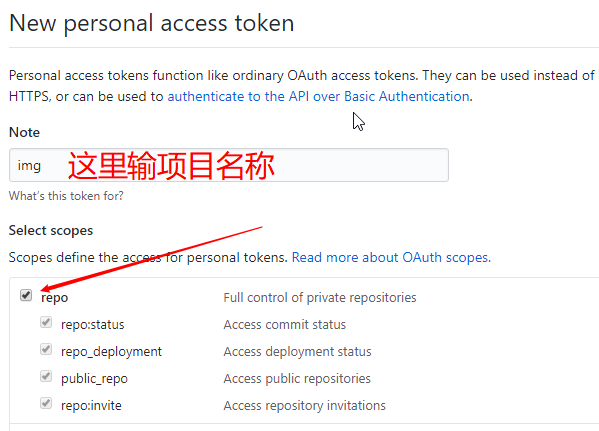 New personal access token
Personal access tokens function like ordinary OAuth access tokens. They can be used instead of
HTTPS, or can be used to authenticate to the API over Basic Authentication.
Note
img 这里输项目名称
What's this token for?
Select scopes
Scopes define the access for personal tokens. Read more about OAuth scopes.
repo Full control of private repositories
repo:status Access commit status
repo_deployment Access deployment status
public_repo Access public repositories
repo:invite Access repository invitations